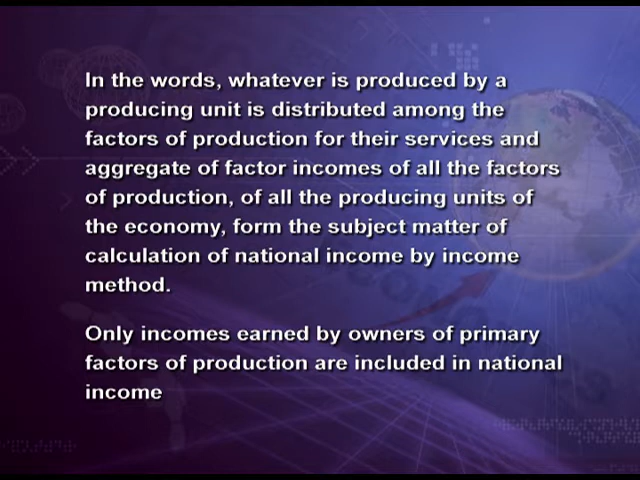 In the words, whatever is produced by a
producing unit is distributed among the
factors of production for their services and
aggregate of factor incomes of all the factors
of production, of all the producing units of
the economy, form the subject matter of
calculation of national income by income
method.
Only incomes earned by owners of primary
factors of production are included in national
income